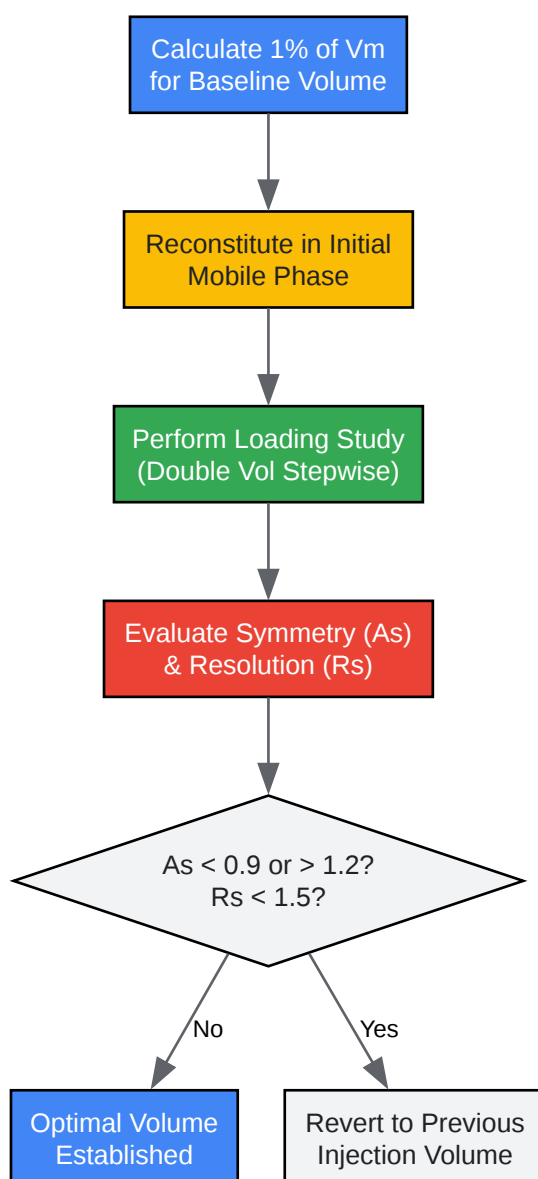 Calculate 1% of Vm
for Baseline Volume
Reconstitute in Initial
Mobile Phase
Perform Loading Study
(Double Vol Stepwise)
Evaluate Symmetry (As)
& Resolution (Rs)
As < 0.9 or > 1.2?
Rs < 1.5?
No
Yes
Optimal Volume
Established
Revert to Previous
Injection Volume